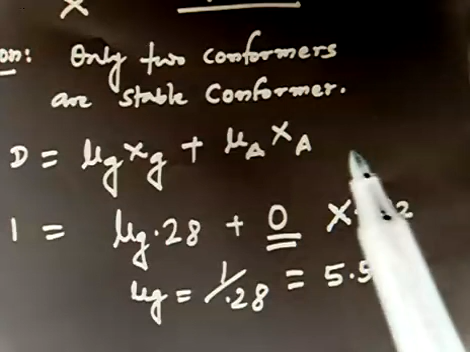 on: Only two conformers
are stable conformer.
D = μg xg + μA xA
1 = μg.28 + 0 x
μg = 1/.28 = 5.5